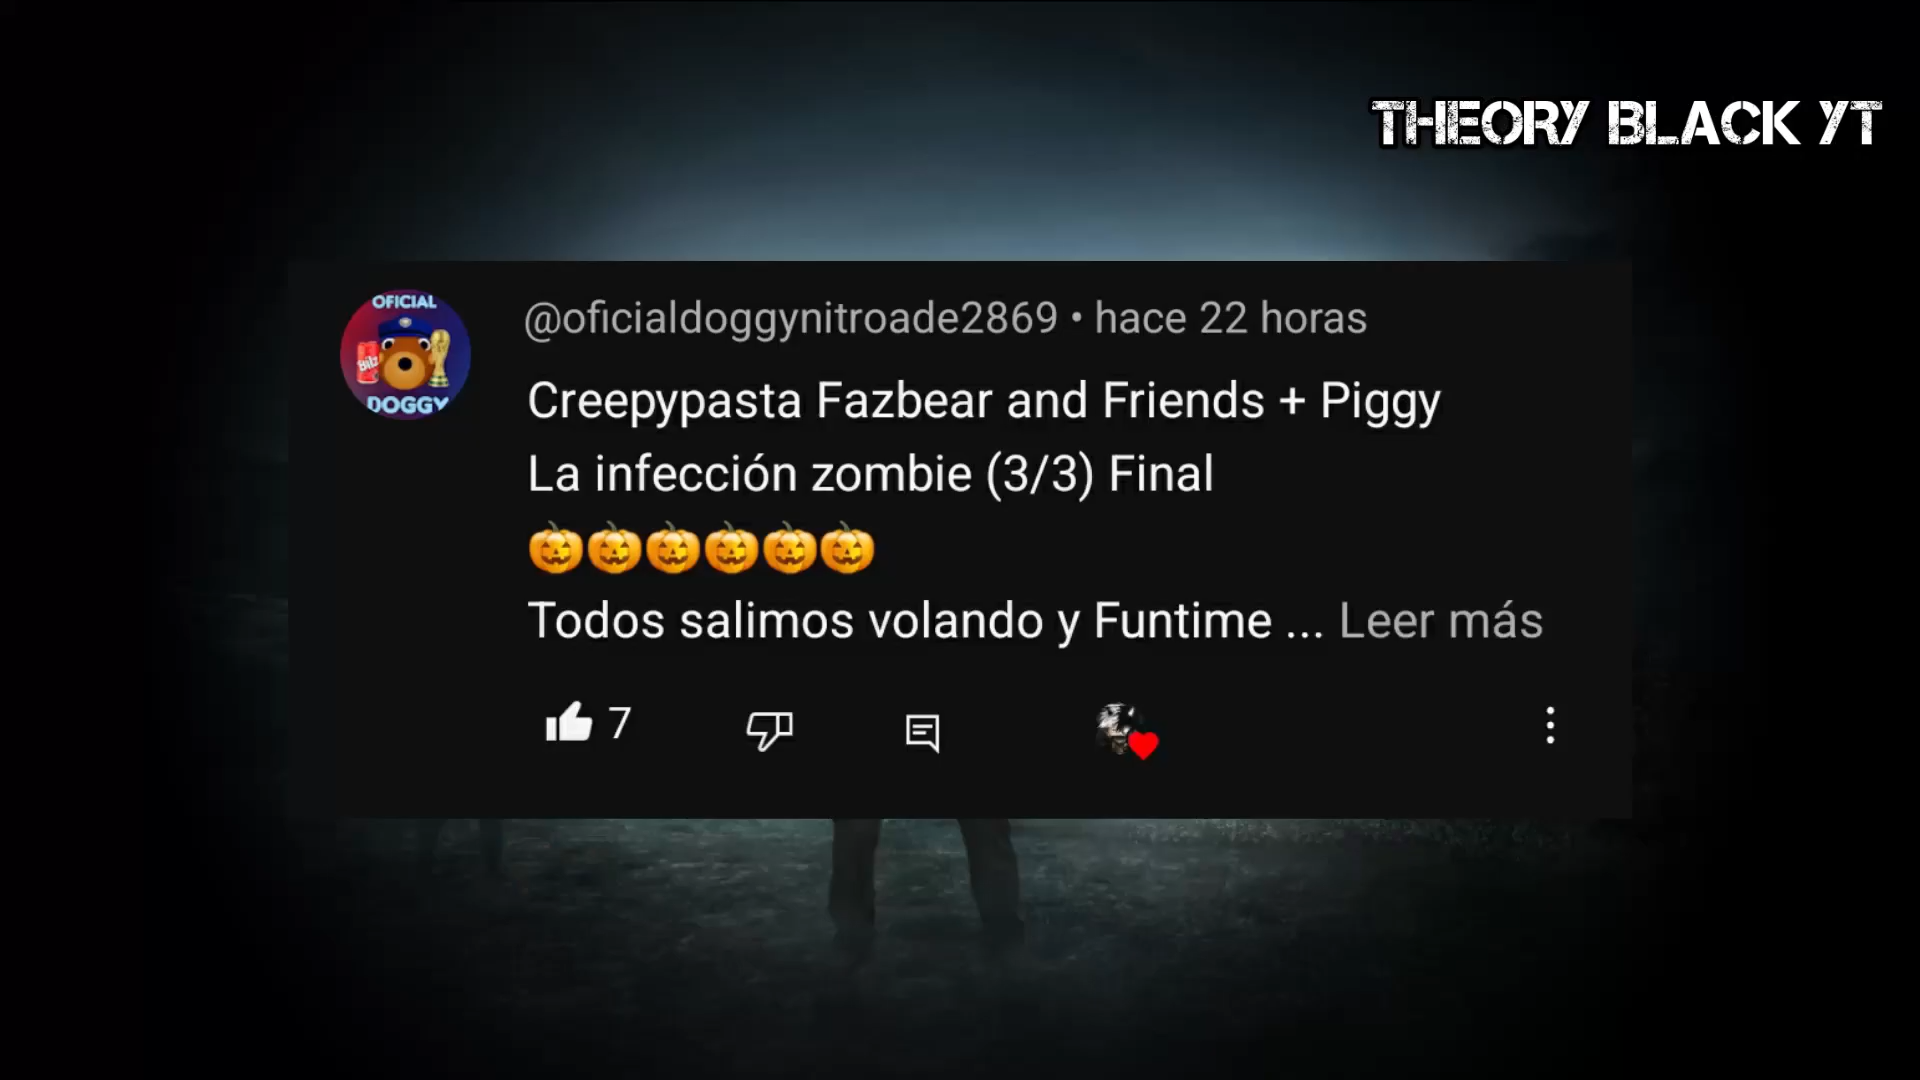 THEORY BLACK YT
OFICIAL
DOGGY
@oficialdoggynitroade2869 • hace 22 horas
Creepypasta Fazbear and Friends + Piggy
La infección zombie (3/3) Final
🎃🎃🎃🎃🎃🎃
Todos salimos volando y Funtime ... Leer más
7